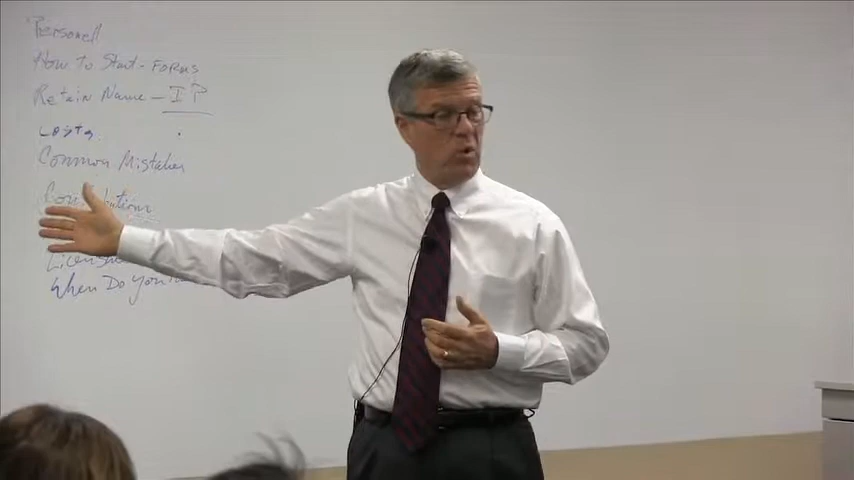 Personell
How to Start - FORMS
Retain Name - IP
Costs
Common Mistakes
When Do you